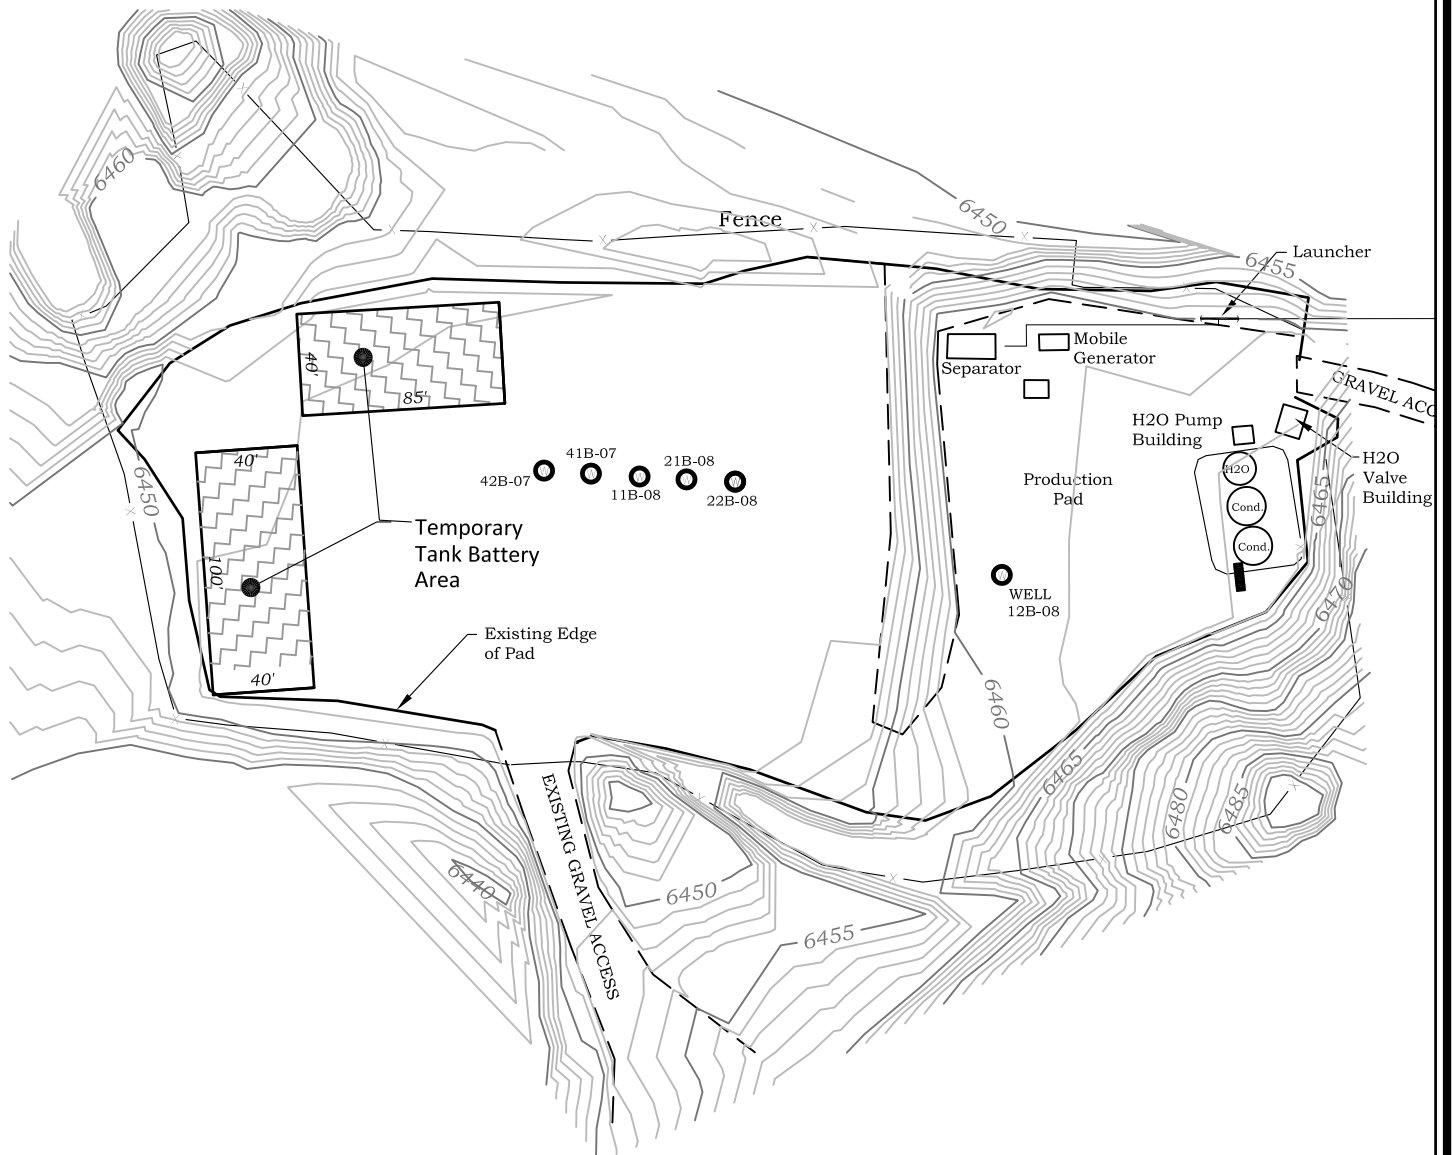 6460
Fence
6450
6455
Launcher
Mobile
Generator
Separator
GRAVEL ACC
40'
85'
H2O Pump
Building
41B-07
21B-08
42B-07
11B-08
22B-08
40'
6450
H2O
H2O
Valve
Building
6465
Production
Pad
Cond.
Cond.
Temporary
Tank Battery
Area
100'
WELL
12B-08
6470
Existing Edge
of Pad
40'
6460
6465
EXISTING GRAVEL ACCESS
6480
6485
6440
6450
6455